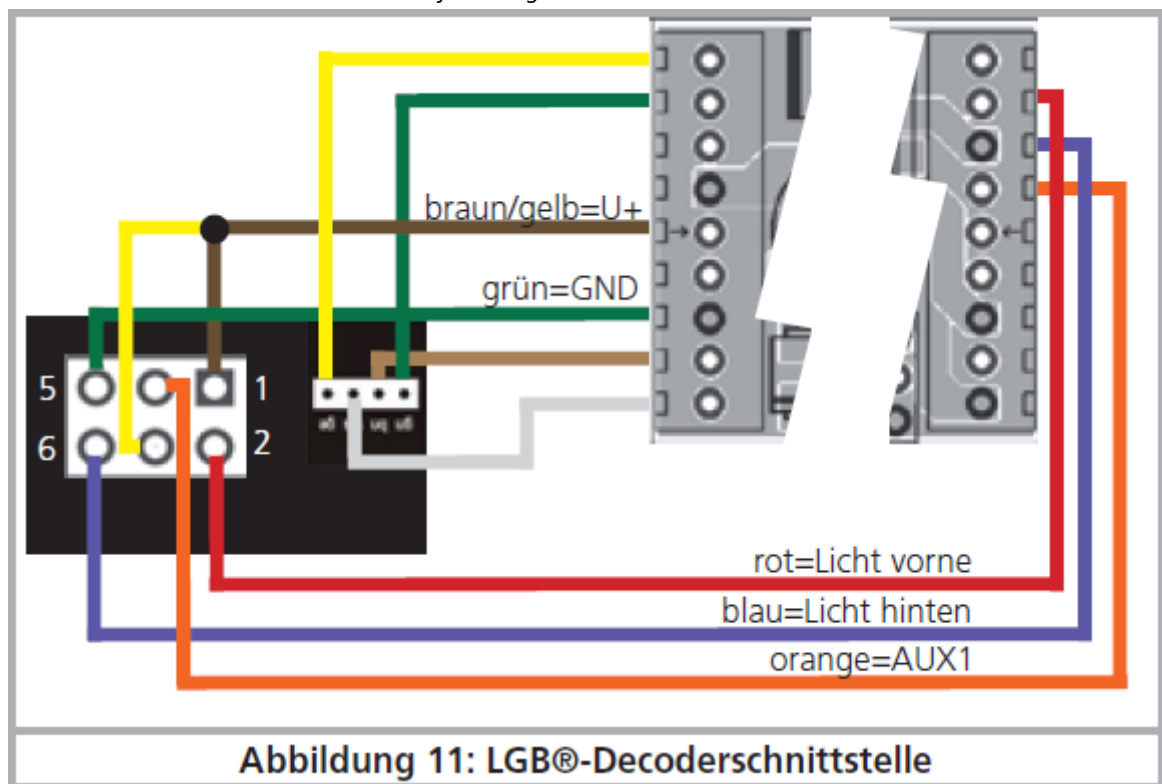 braun/gelb=U+
grün=GND
5
1
6
2
rot=Licht vorne
blau=Licht hinten
orange=AUX1
Abbildung 11: LGB®-Decoderschnittstelle